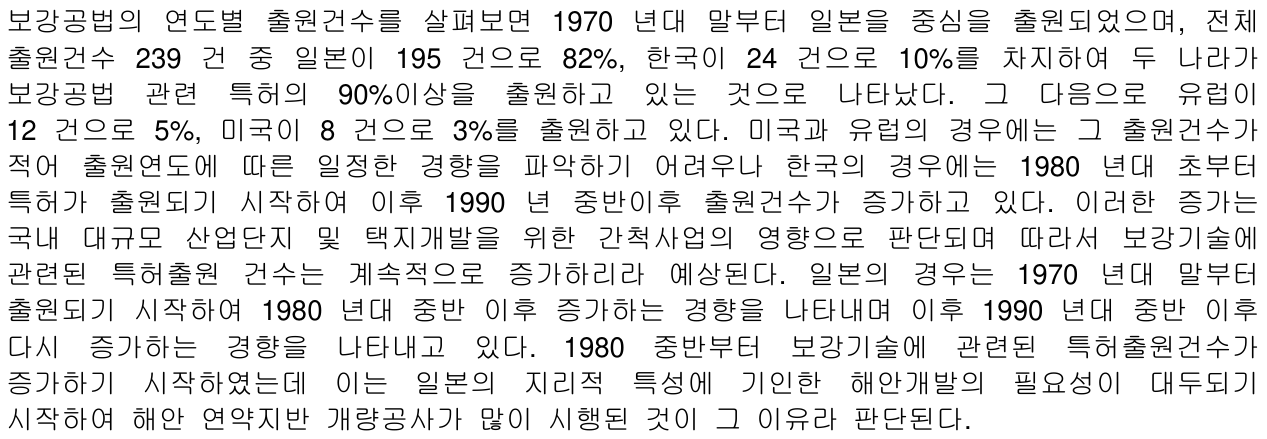 보강공법의 연도별 출원건수를 살펴보면 1970 년대 말부터 일본을 중심을 출원되었으며, 전체
출원건수 239 건 중 일본이 195 건으로 82%, 한국이 24 건으로 10%를 차지하여 두 나라가
보강공법 관련 특허의 90%이상을 출원하고 있는 것으로 나타났다. 그 다음으로 유럽이
12 건으로 5%, 미국이 8 건으로 3%를 출원하고 있다. 미국과 유럽의 경우에는 그 출원건수가
적어 출원연도에 따른 일정한 경향을 파악하기 어려우나 한국의 경우에는 1980 년대 초부터
특허가 출원되기 시작하여 이후 1990 년 중반이후 출원건수가 증가하고 있다. 이러한 증가는
국내 대규모 산업단지 및 택지개발을 위한 간척사업의 영향으로 판단되며 따라서 보강기술에
관련된 특허출원 건수는 계속적으로 증가하리라 예상된다. 일본의 경우는 1970 년대 말부터
출원되기 시작하여 1980 년대 중반 이후 증가하는 경향을 나타내며 이후 1990 년대 중반 이후
다시 증가하는 경향을 나타내고 있다. 1980 중반부터 보강기술에 관련된 특허출원건수가
증가하기 시작하였는데 이는 일본의 지리적 특성에 기인한 해안개발의 필요성이 대두되기
시작하여 해안 연약지반 개량공사가 많이 시행된 것이 그 이유라 판단된다.